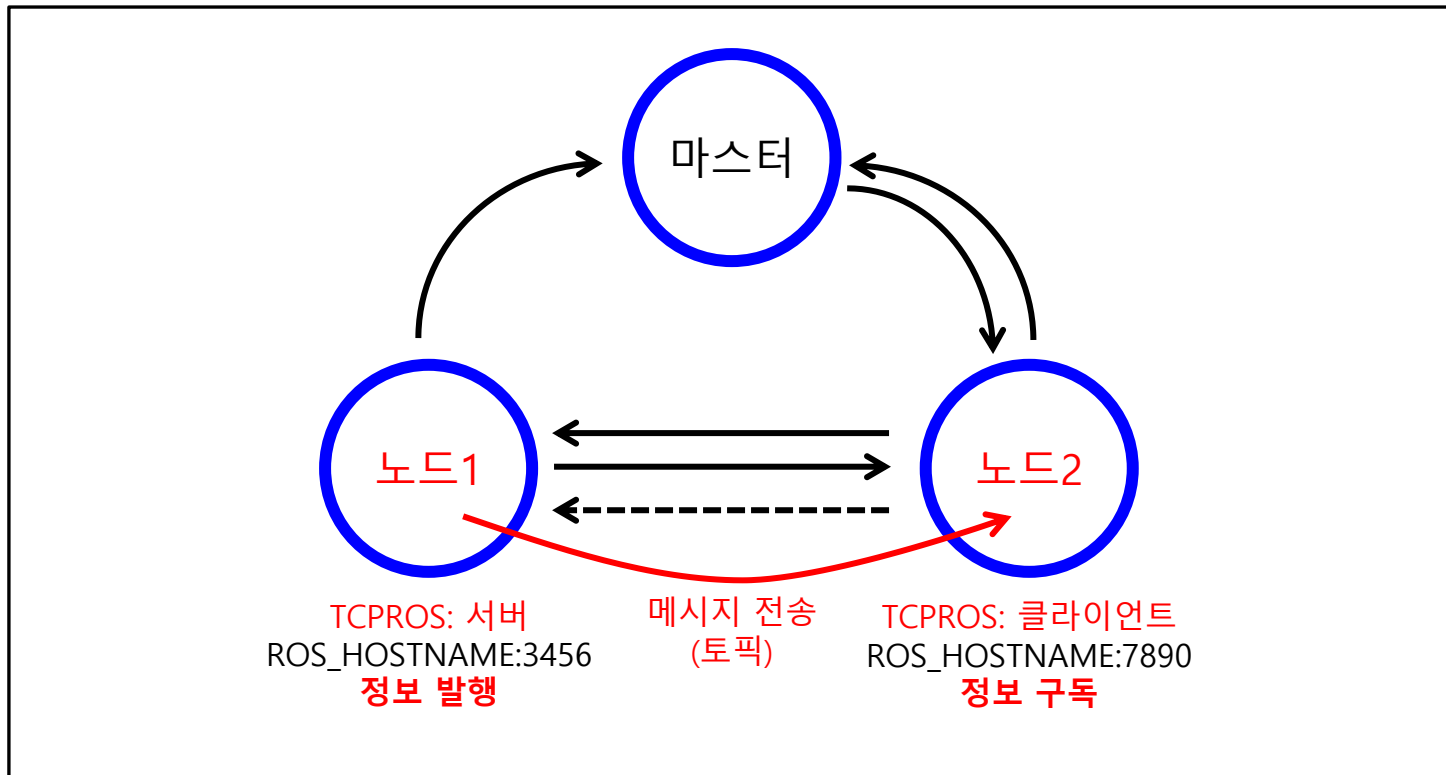 마스터
노드1
노드2
메시지 전송
(토픽)
TCPROS: 서버
ROS_HOSTNAME:3456
정보 발행
TCPROS: 클라이언트
ROS_HOSTNAME:7890
정보 구독